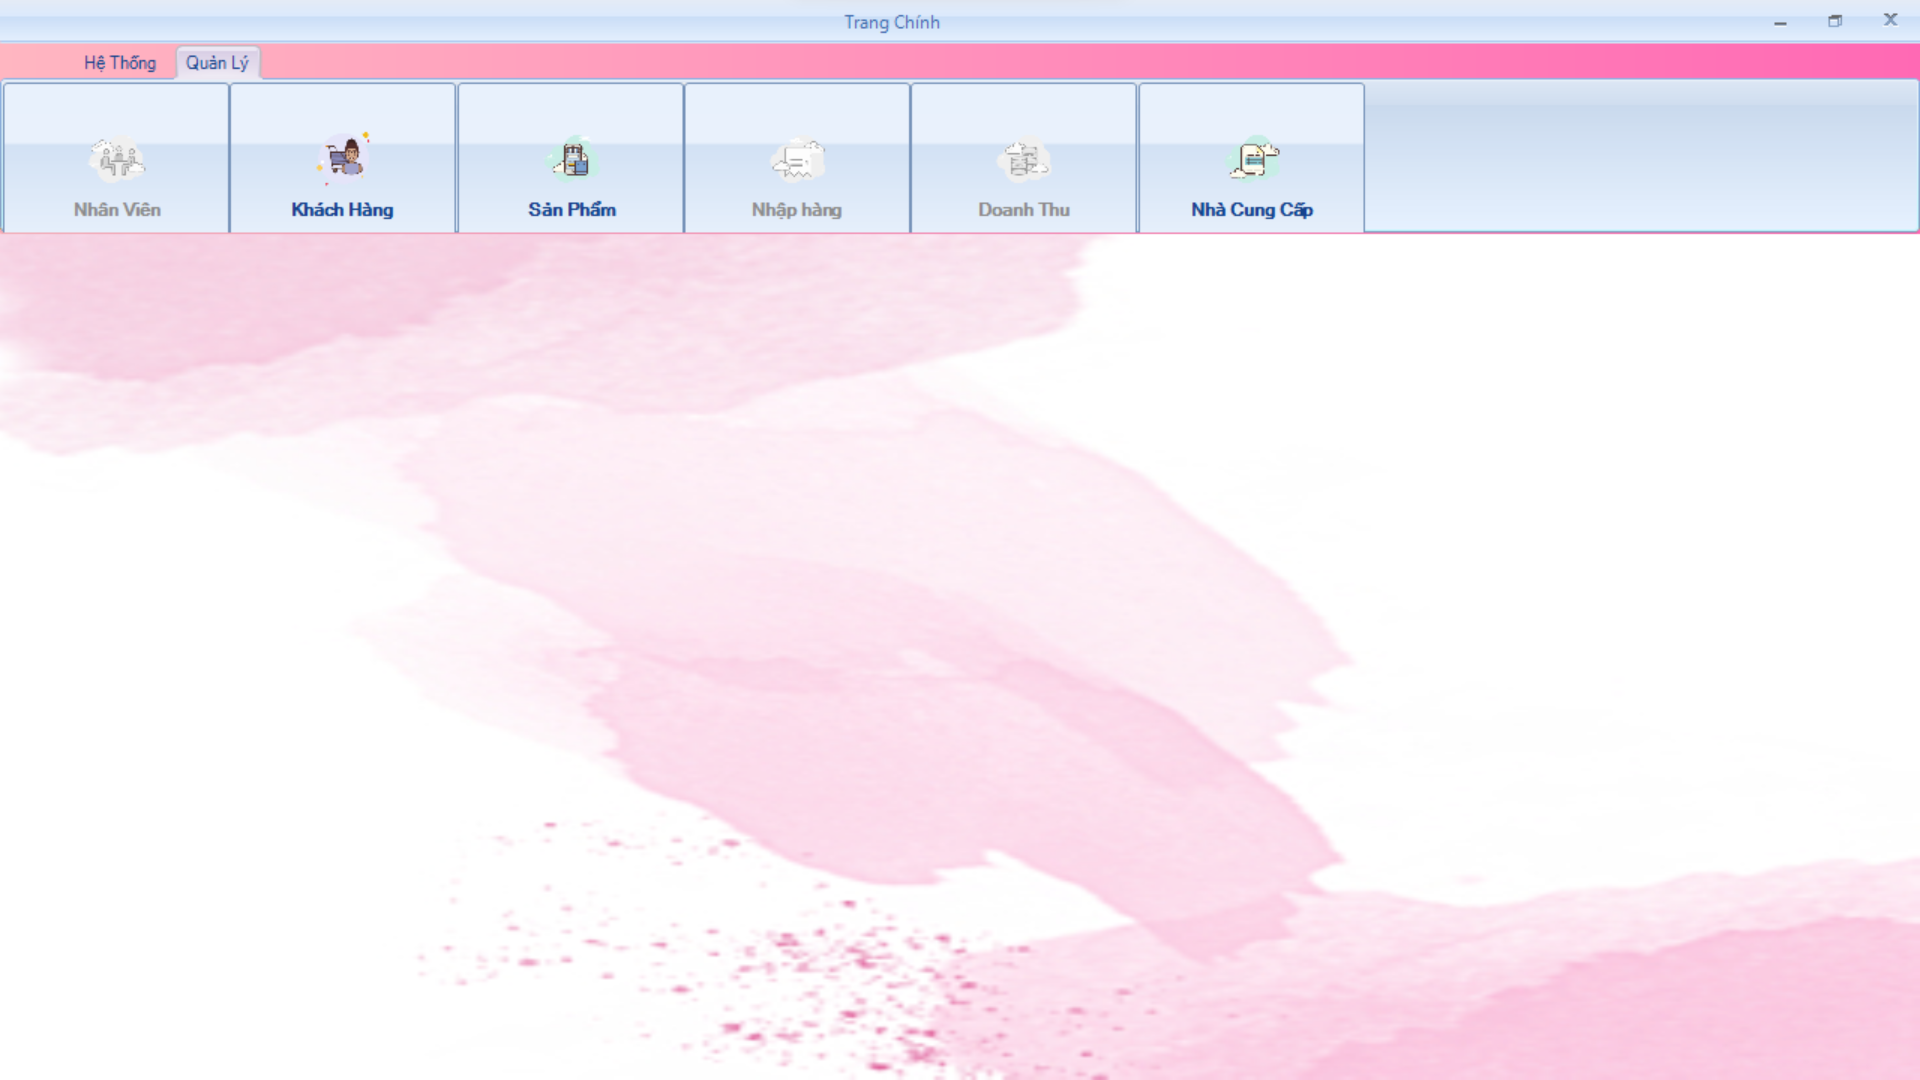 Trang Chính
Hệ Thống
Quản Lý
Nhân Viên
Khách Hàng
Sản Phẩm
Nhập hàng
Doanh Thu
Nhà Cung Cấp